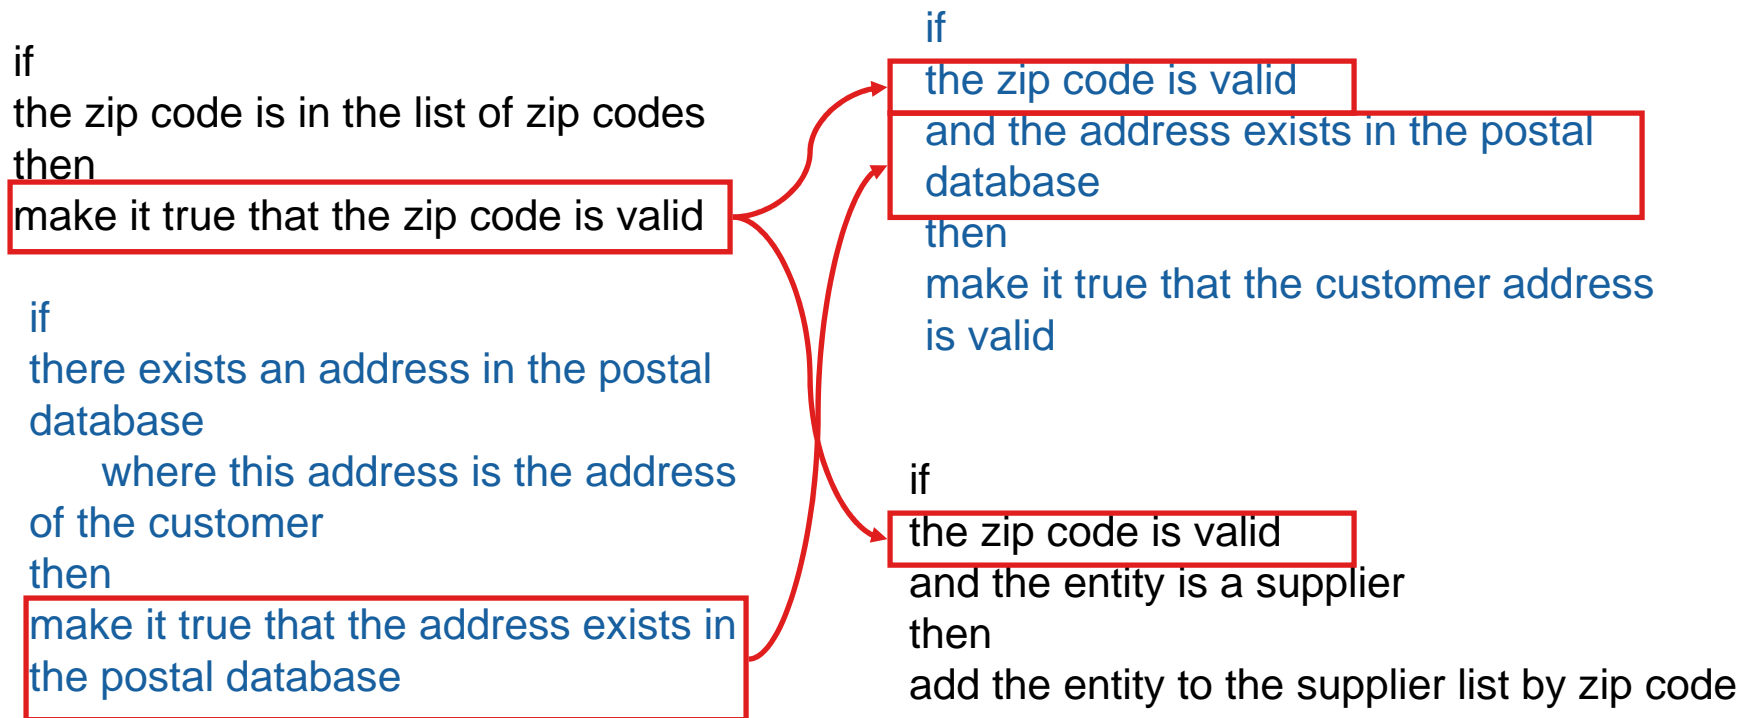 if
the zip code is in the list of zip codes
then
make it true that the zip code is valid
if
there exists an address in the postal
database
where this address is the address
of the customer
then
make it true that the address exists in
the postal database
if
the zip code is valid
and the address exists in the postal
database
then
make it true that the customer address
is valid
if
the zip code is valid
and the entity is a supplier
then
add the entity to the supplier list by zip code